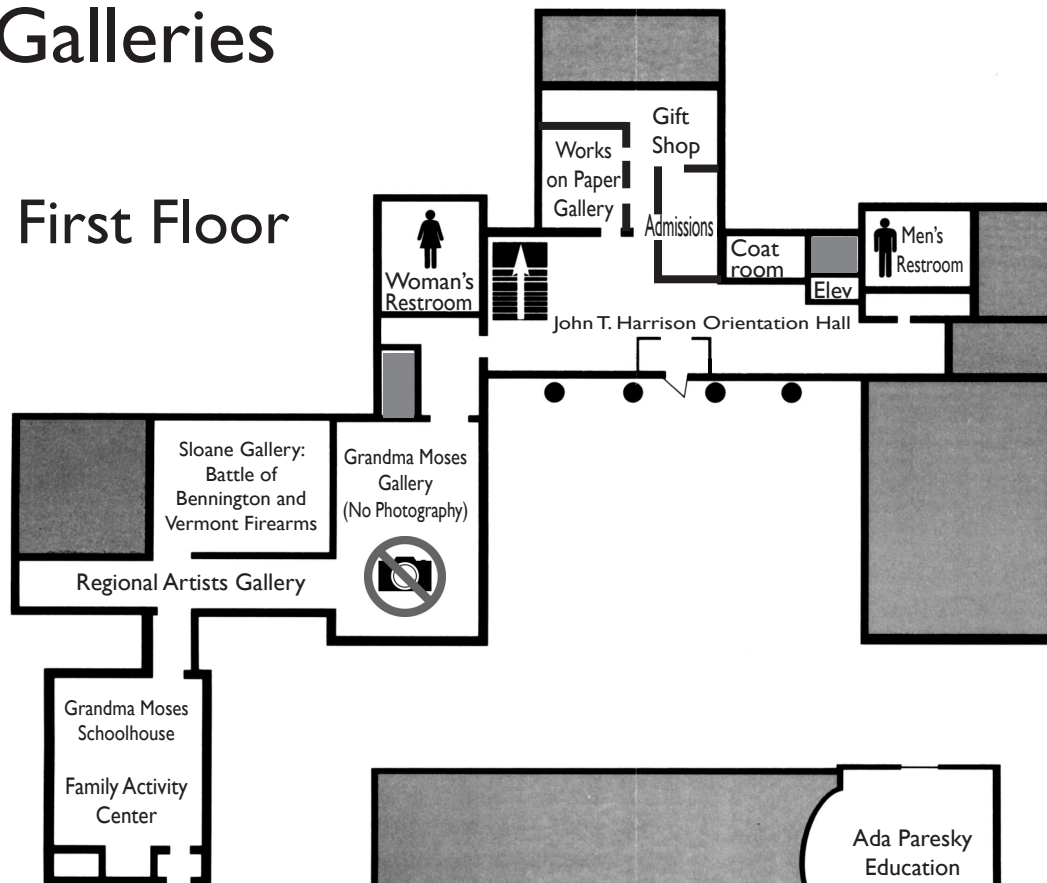 Galleries
First Floor
Gift
Shop
Works
on Paper
Gallery
Admissions
Coat
room
Elev
Men's
Restroom
Woman's
Restroom
John T. Harrison Orientation Hall
Sloane Gallery:
Battle of
Bennington and
Vermont Firearms
Grandma Moses
Gallery
(No Photography)
Regional Artists Gallery
Grandma Moses
Schoolhouse
Family Activity
Center
Ada Paresky
Education